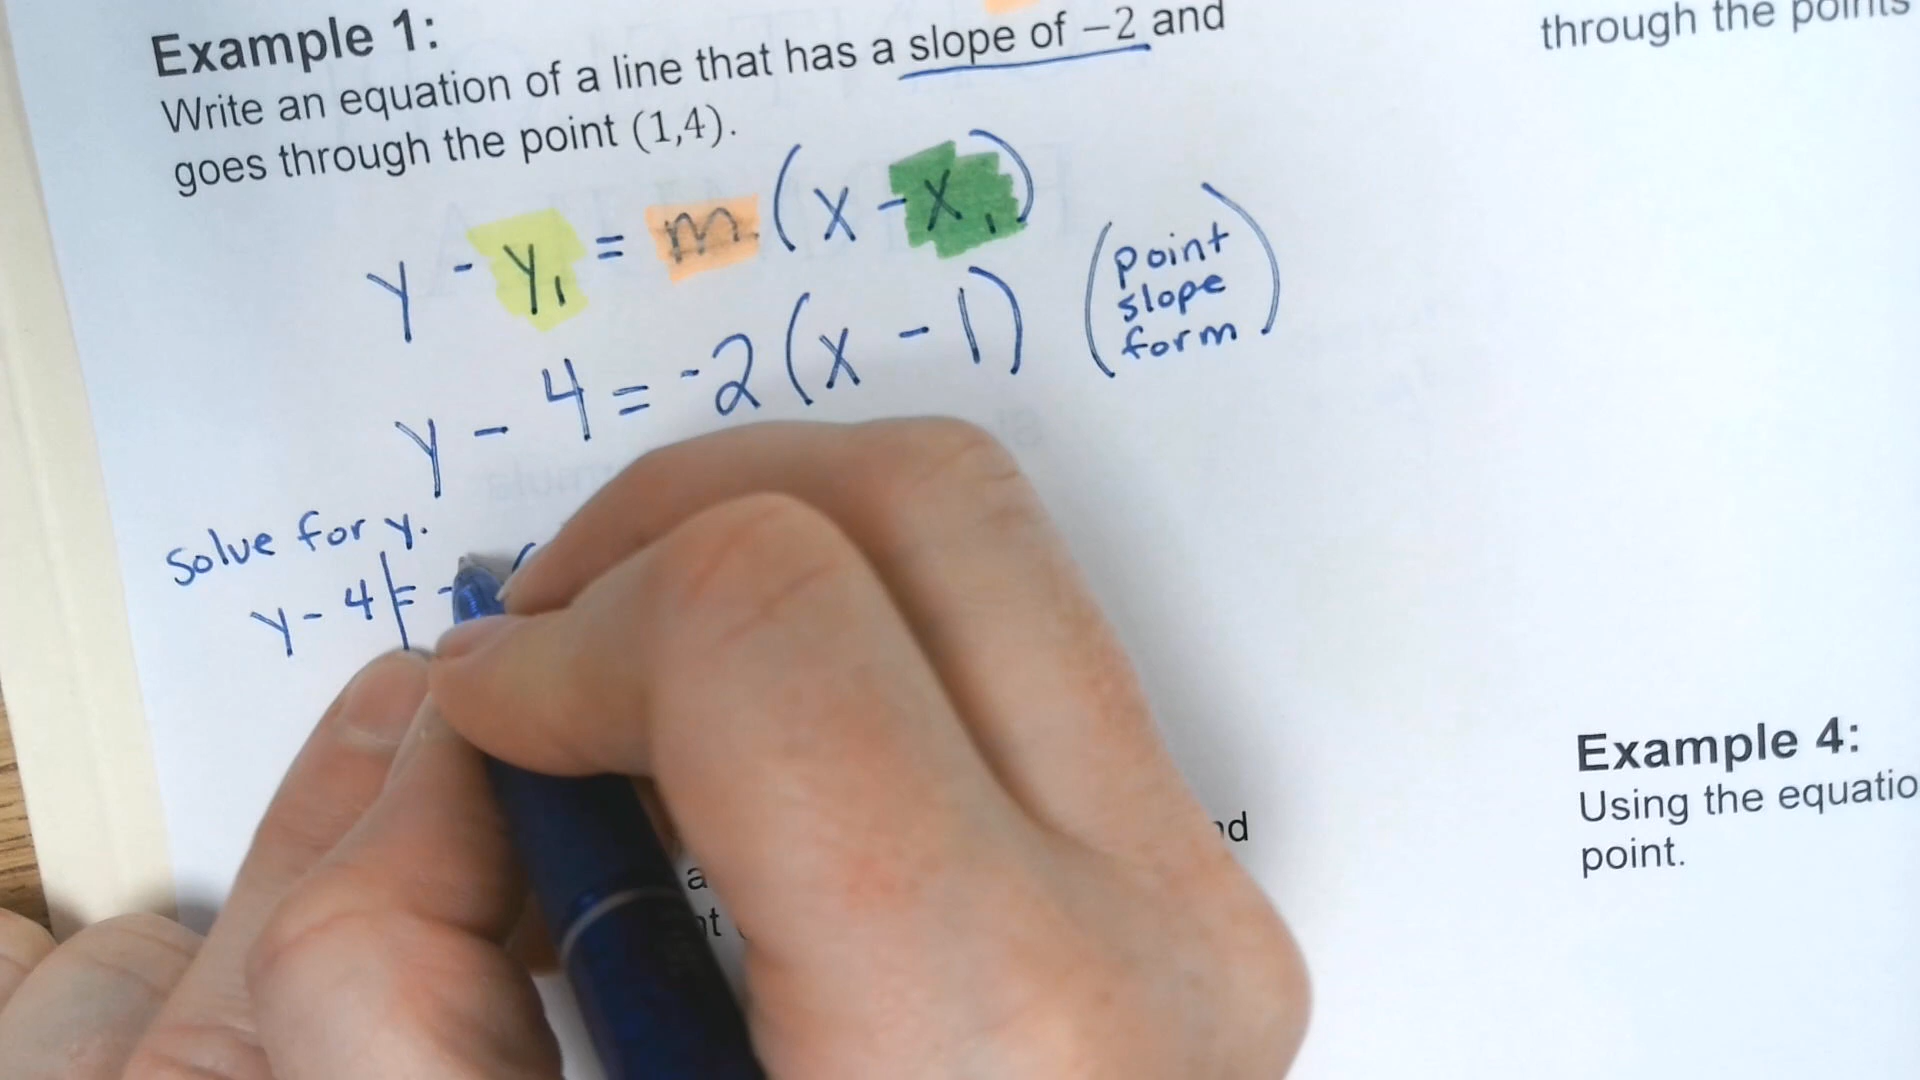 Example 1:
Write an equation of a line that has a slope of −2 and
goes through the point (1,4).
y - y₁ = m (x - x₁)
y - 4 = -2 (x - 1)
(point
slope
form)
Solve for y.
y - 4 = -
through the points
Example 4:
Using the
point.